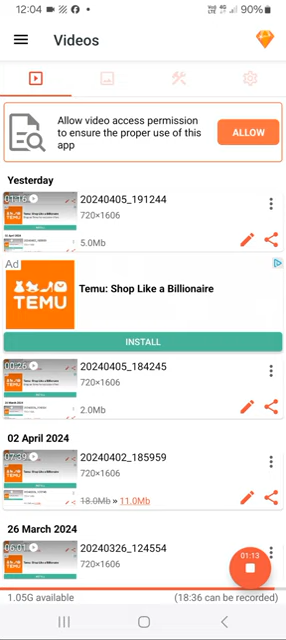 12:04
90%
Videos
Allow video access permission
to ensure the proper use of this
app
ALLOW
Yesterday
01:16
20240405_191244
720×1606
5.0Mb
Ad
TEMU
Temu: Shop Like a Billionaire
INSTALL
00:26
20240405_184245
720×1606
2.0Mb
02 April 2024
07:39
20240402_185959
720×1606
18.0Mb » 11.0Mb
26 March 2024
06:01
20240326_124554
720×1606
01:13
1.05G available
(18:36 can be recorded)